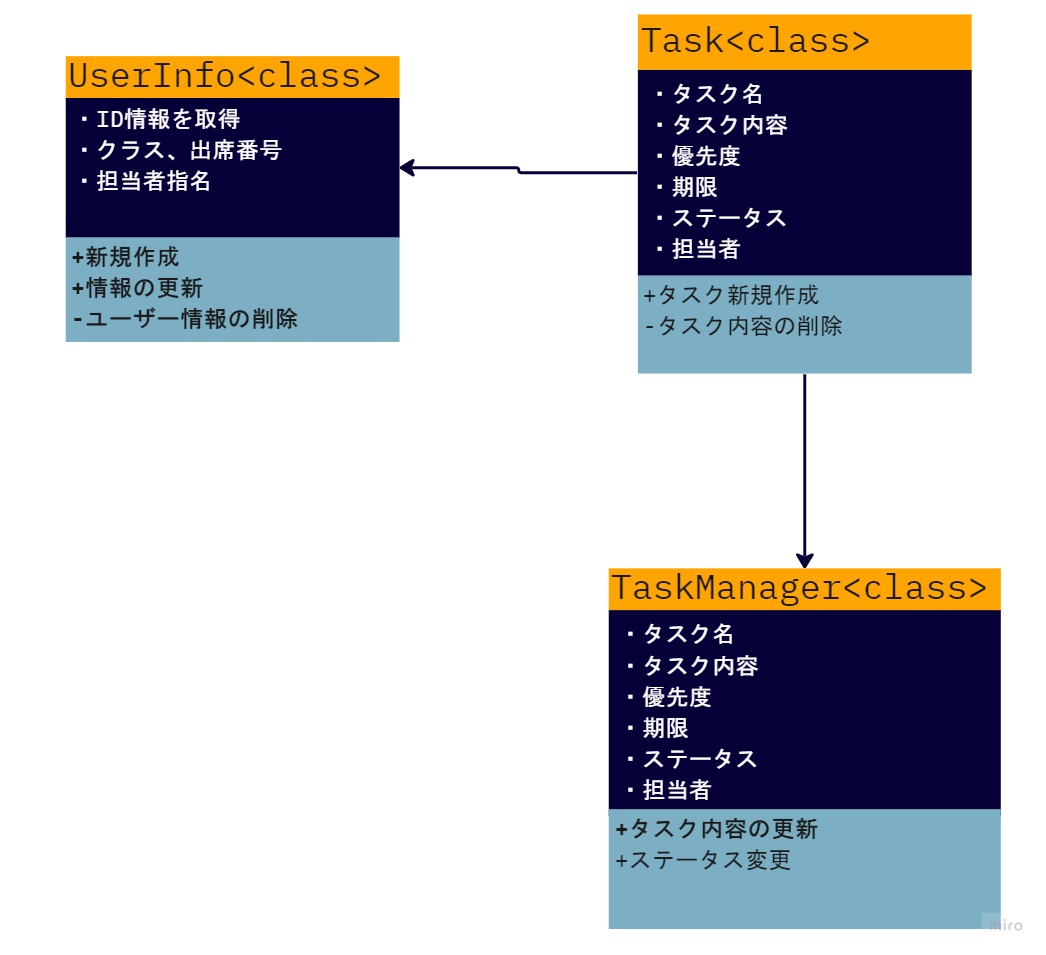 UserInfo<class>
・ID情報を取得
・クラス、出席番号
・担当者指名
+新規作成
+情報の更新
-ユーザー情報の削除
Task<class>
・タスク名
・タスク内容
・優先度
・期限
・ステータス
・担当者
+タスク新規作成
-タスク内容の削除
TaskManager<class>
・タスク名
・タスク内容
・優先度
・期限
・ステータス
・担当者
+タスク内容の更新
+ステータス変更
miro